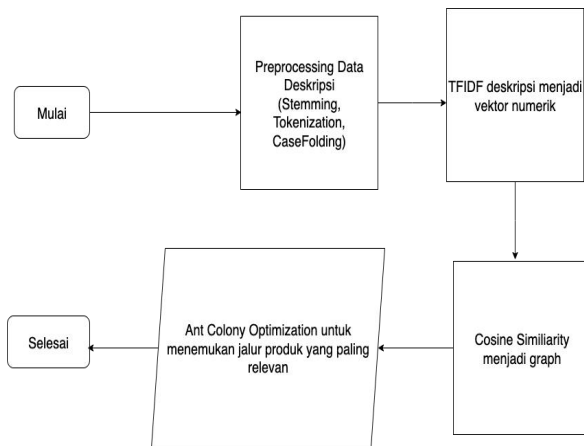 Mulai
Preprocessing Data
Deskripsi
(Stemming,
Tokenization,
CaseFolding)
TFIDF deskripsi menjadi
vektor numerik
Cosine Similiarity
menjadi graph
Ant Colony Optimization untuk
menemukan jalur produk yang paling
relevan
Selesai